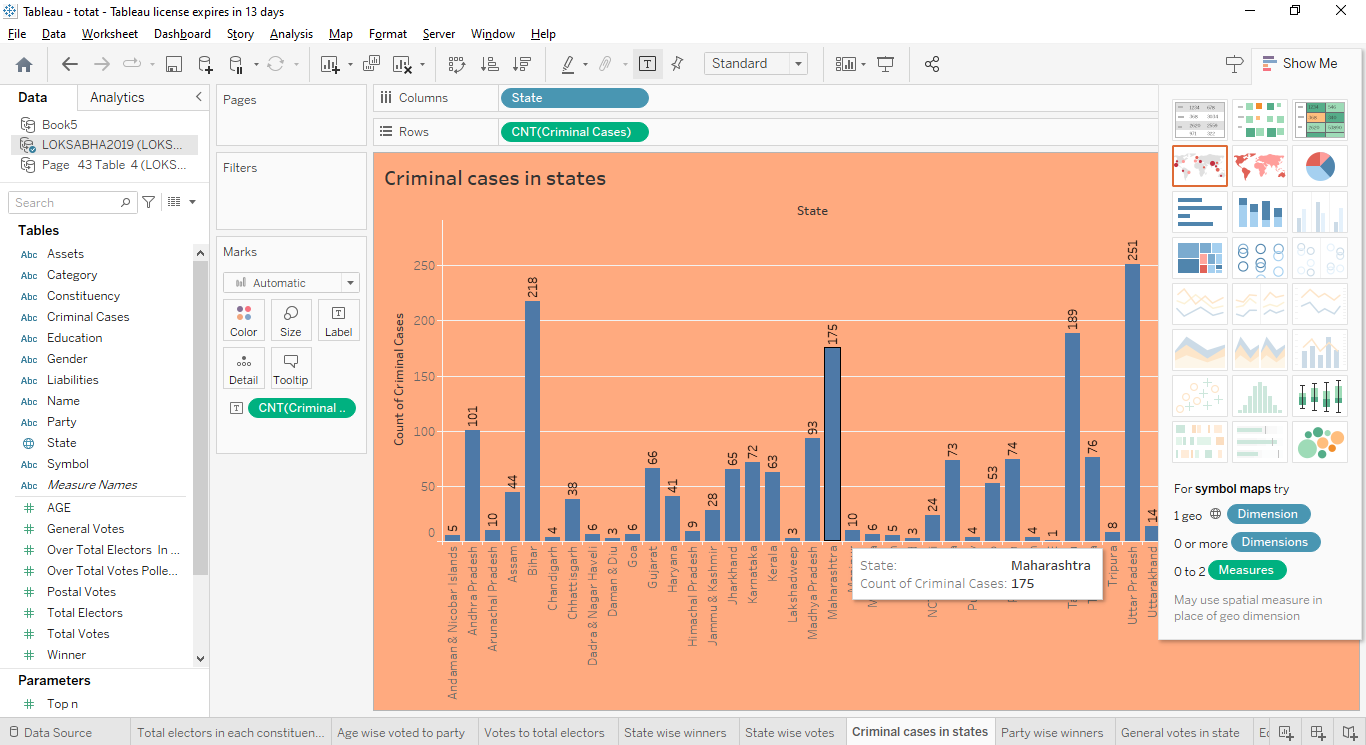 Tableau - totat - Tableau license expires in 13 days
File Data Worksheet Dashboard Story Analysis Map Format Server Window Help
Standard
Show Me
Data Analytics
Book5
LOKSABHA2019 (LOKS...
Page 43 Table 4 (LOKS...
Search
Tables
Abc Assets
Abc Category
Abc Constituency
Abc Criminal Cases
Abc Education
Abc Gender
Abc Liabilities
Abc Name
Abc Party
State
Abc Symbol
Abc Measure Names
AGE
General Votes
Over Total Electors In ...
Over Total Votes Polle...
Postal Votes
Total Electors
Total Votes
Winner
Parameters
Top n
Pages
Filters
Marks
Automatic
Color Size Label
Detail Tooltip
CNT(Criminal ..
Columns State
Rows CNT(Criminal Cases)
Criminal cases in states
State
Count of Criminal Cases
250
200
150
100
50
0
5 101 10 44 218 4 38 6 3 6 66 41 9 28 65 72 63 3 93 175 10 6 5 3 24 73 4 53 74 4 1 189 76 8 251 14
Andaman & Nicobar Islands
Andhra Pradesh
Arunachal Pradesh
Assam
Bihar
Chandigarh
Chhattisgarh
Dadra & Nagar Haveli
Daman & Diu
Goa
Gujarat
Haryana
Himachal Pradesh
Jammu & Kashmir
Jharkhand
Karnataka
Kerala
Lakshadweep
Madhya Pradesh
Maharashtra
Tripura
Uttar Pradesh
Uttarakhand
State: Maharashtra
Count of Criminal Cases: 175
For symbol maps try
1 geo Dimension
0 or more Dimensions
0 to 2 Measures
May use spatial measure in
place of geo dimension
Data Source Total electors in each constituen... Age wise voted to party Votes to total electors State wise winners State wise votes Criminal cases in states Party wise winners General votes in state